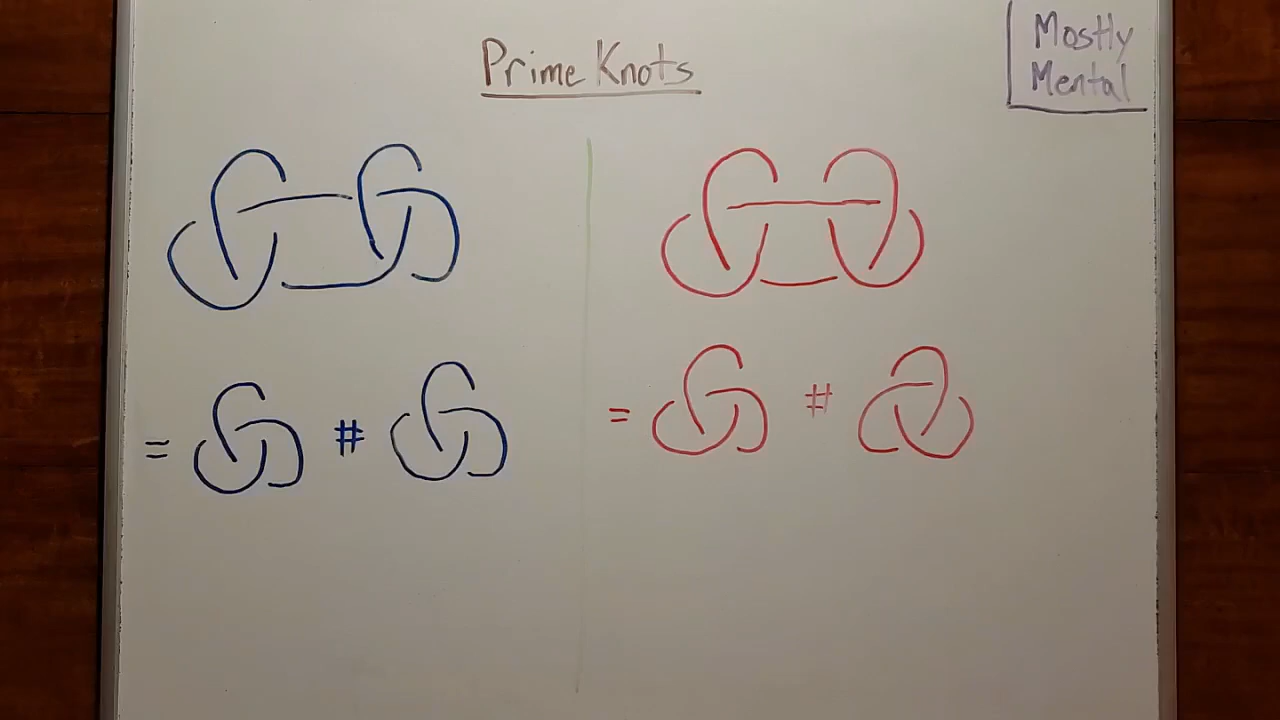 Prime Knots
Mostly
Mental
= #
= #